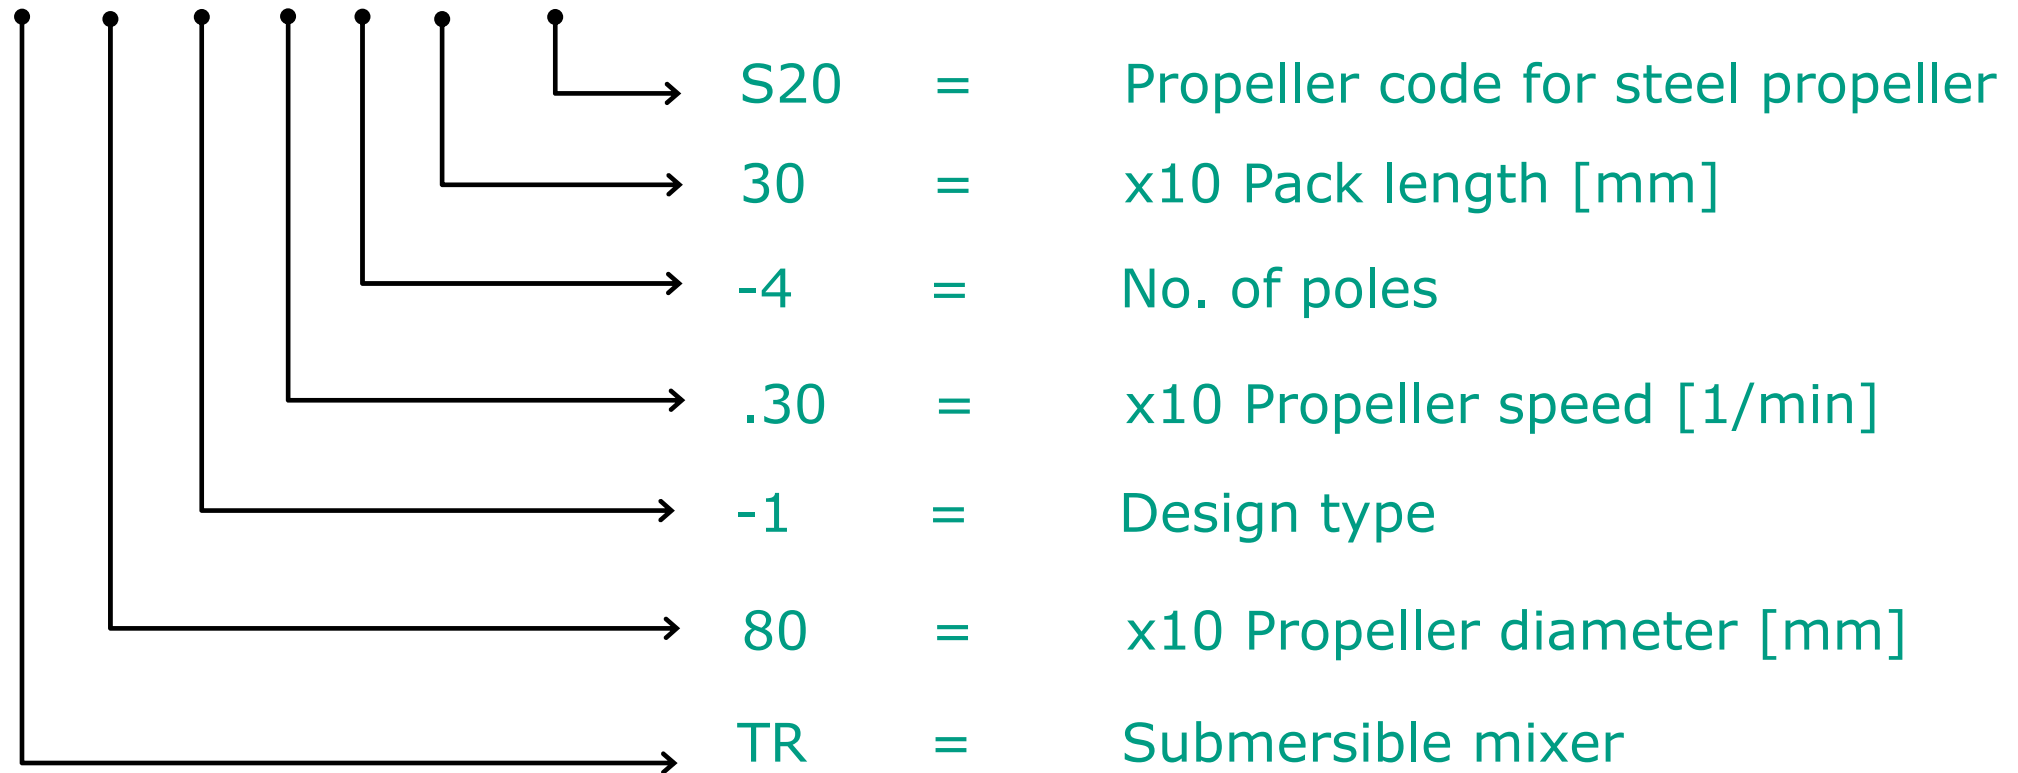 S20 = Propeller code for steel propeller
30 = x10 Pack length [mm]
-4 = No. of poles
.30 = x10 Propeller speed [1/min]
-1 = Design type
80 = x10 Propeller diameter [mm]
TR = Submersible mixer